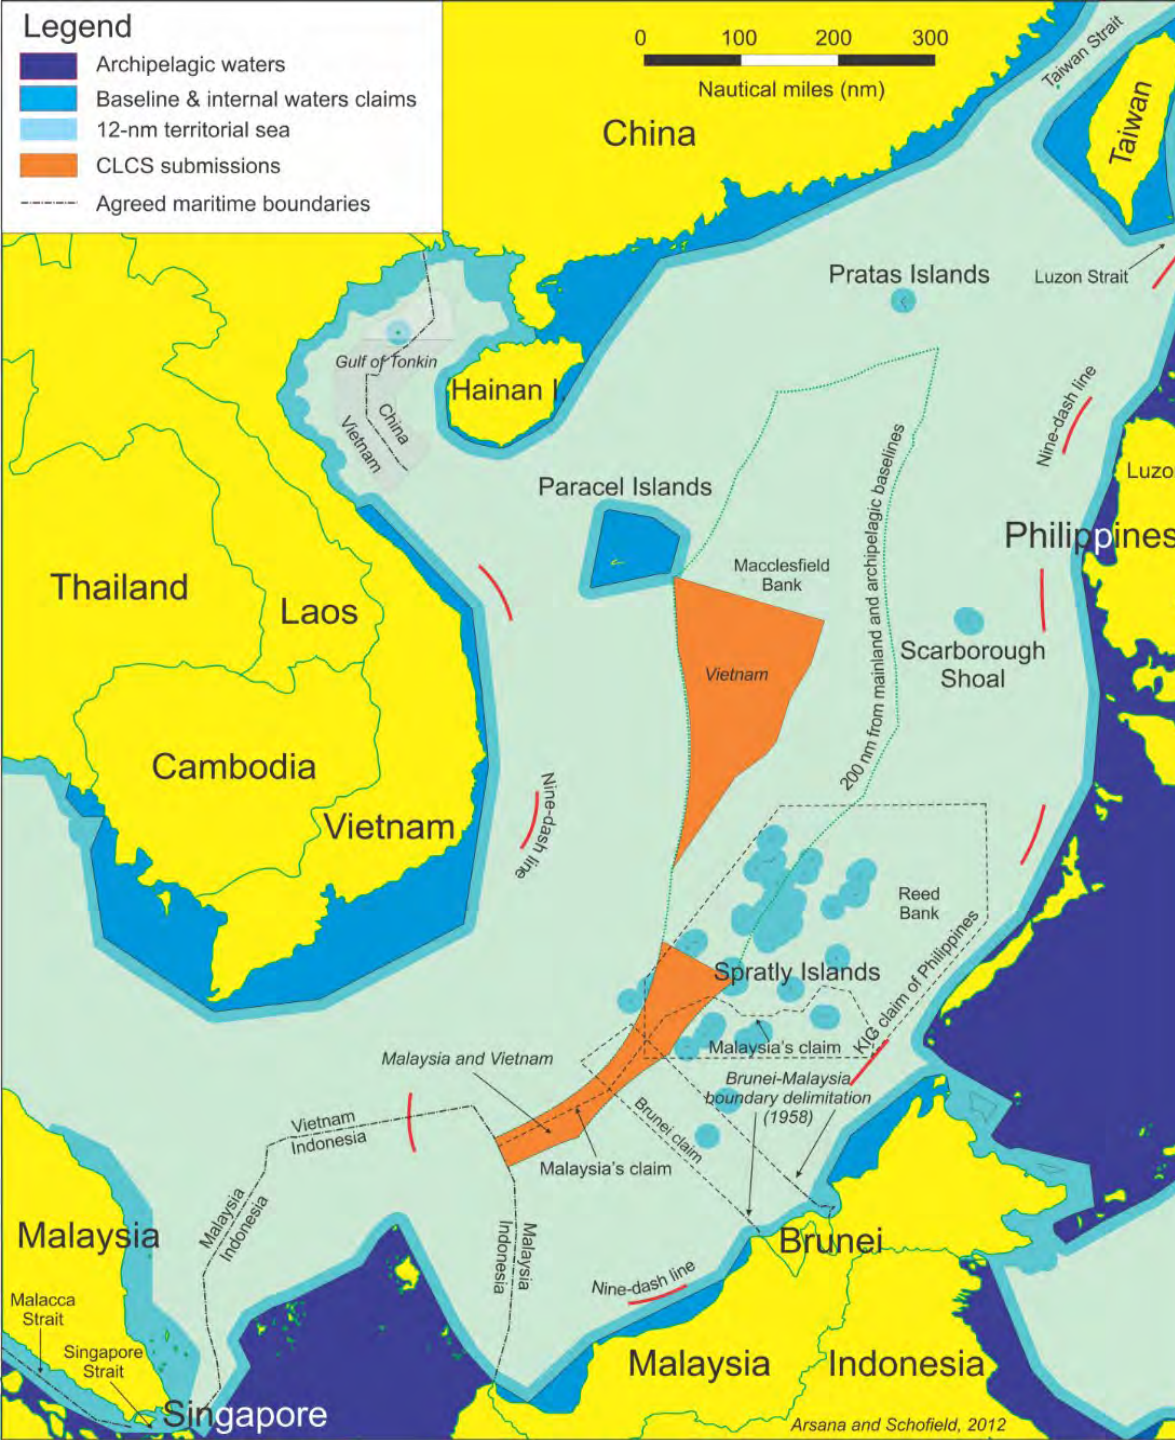 Legend
Archipelagic waters
Baseline & internal waters claims
12-nm territorial sea
CLCS submissions
Agreed maritime boundaries
0 100 200 300
Nautical miles (nm)
Taiwan Strait
China
Taiwan
Pratas Islands
Luzon Strait
Gulf of Tonkin
Hainan I.
China
Vietnam
Nine-dash line
Luzo
Paracel Islands
200 nm from mainland and archipelagic baselines
Philippines
Macclesfield
Bank
Thailand
Laos
Scarborough
Shoal
Vietnam
Cambodia
Vietnam
Nine-dash line
Reed
Bank
Spratly Islands
KIG claim of Philippines
Malaysia's claim
Malaysia and Vietnam
Brunei-Malaysia
boundary delimitation
(1958)
Brunei claim
Vietnam
Indonesia
Malaysia's claim
Malaysia
Indonesia
Indonesia
Malaysia
Malaysia
Brunei
Nine-dash line
Malacca
Strait
Singapore
Strait
Malaysia
Indonesia
Singapore
Arsana and Schofield, 2012